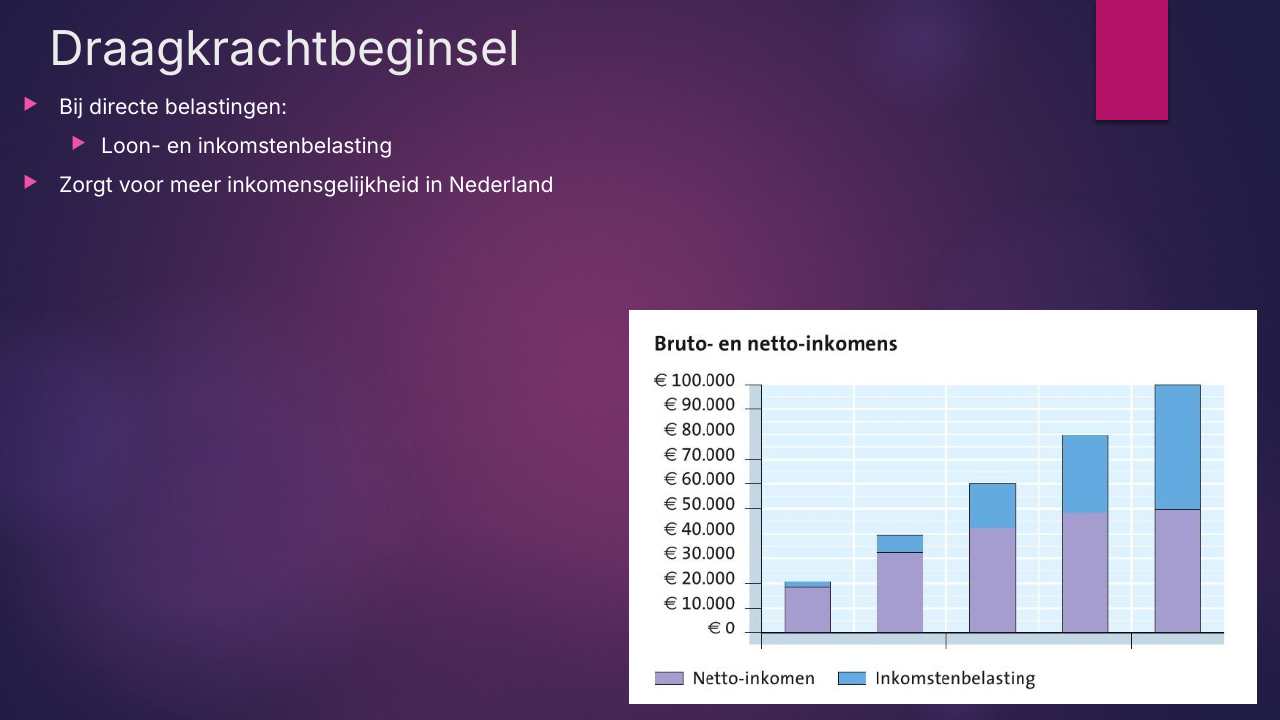 Draagkrachtbeginsel
Bij directe belastingen:
Loon- en inkomstenbelasting
Zorgt voor meer inkomensgelijkheid in Nederland
Bruto- en netto-inkomens
€ 100.000
€ 90.000
€ 80.000
€ 70.000
€ 60.000
€ 50.000
€ 40.000
€ 30.000
€ 20.000
€ 10.000
€ 0
Netto-inkomen Inkomstenbelasting